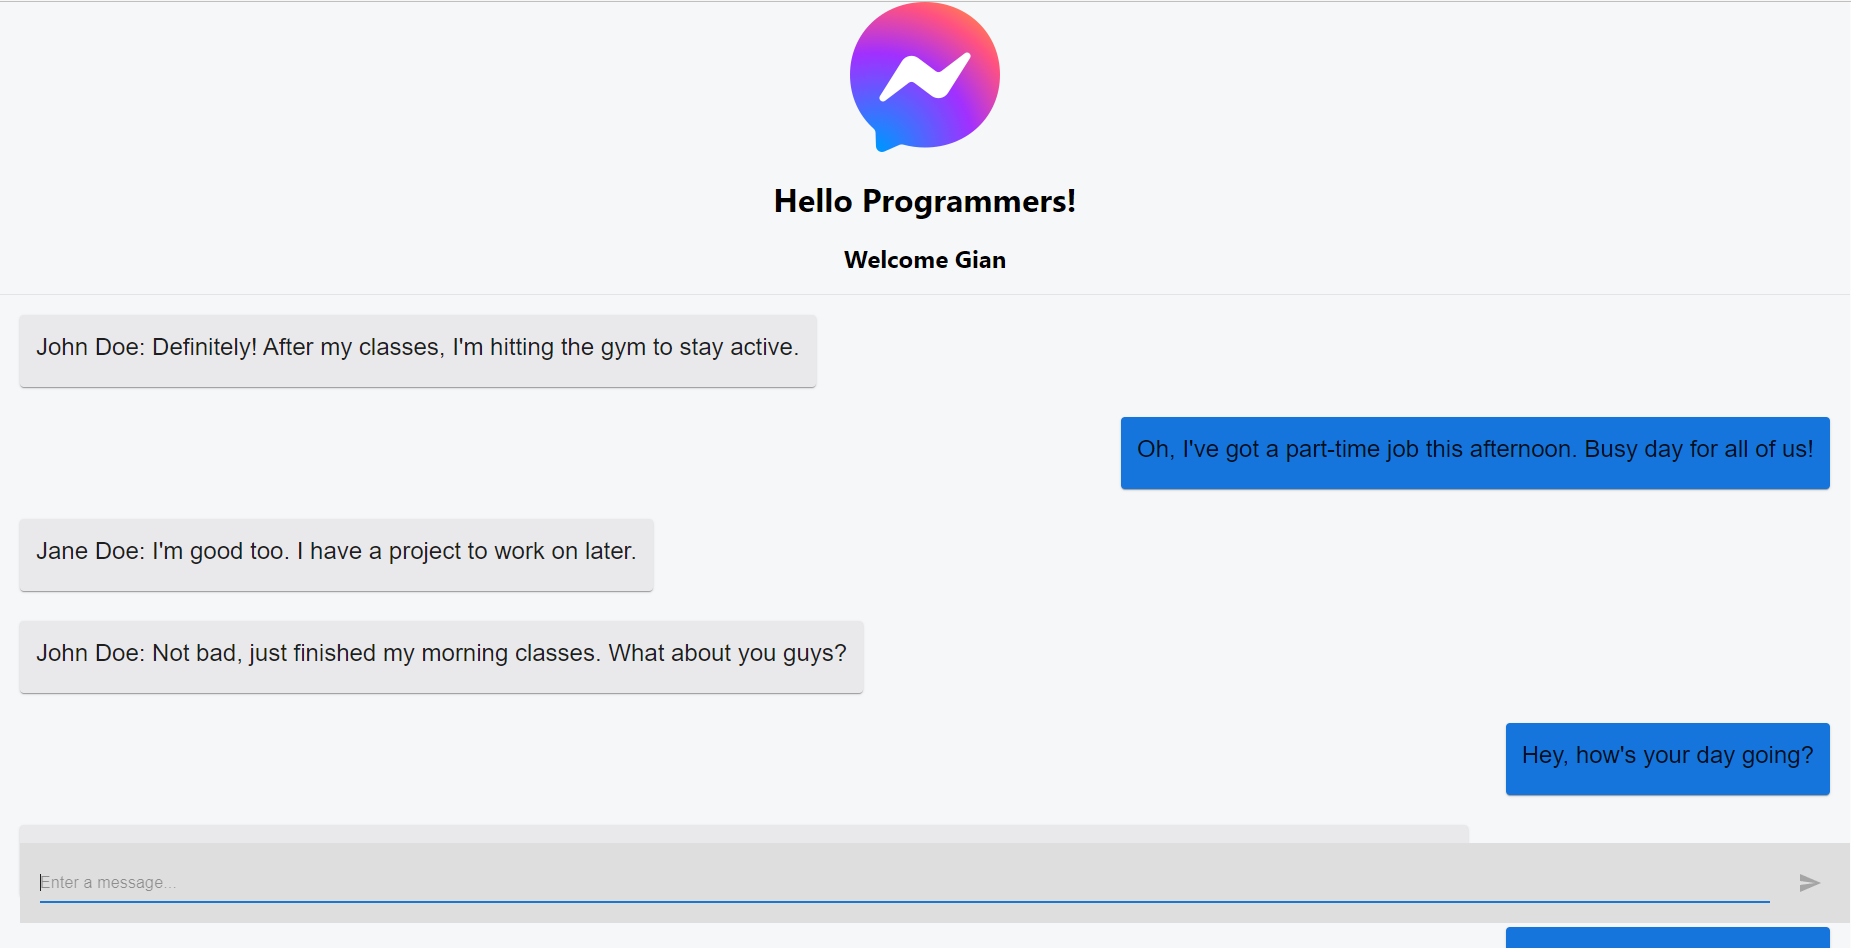 Hello Programmers!
Welcome Gian
John Doe: Definitely! After my classes, I'm hitting the gym to stay active.
Oh, I've got a part-time job this afternoon. Busy day for all of us!
Jane Doe: I'm good too. I have a project to work on later.
John Doe: Not bad, just finished my morning classes. What about you guys?
Hey, how's your day going?
Enter a message...